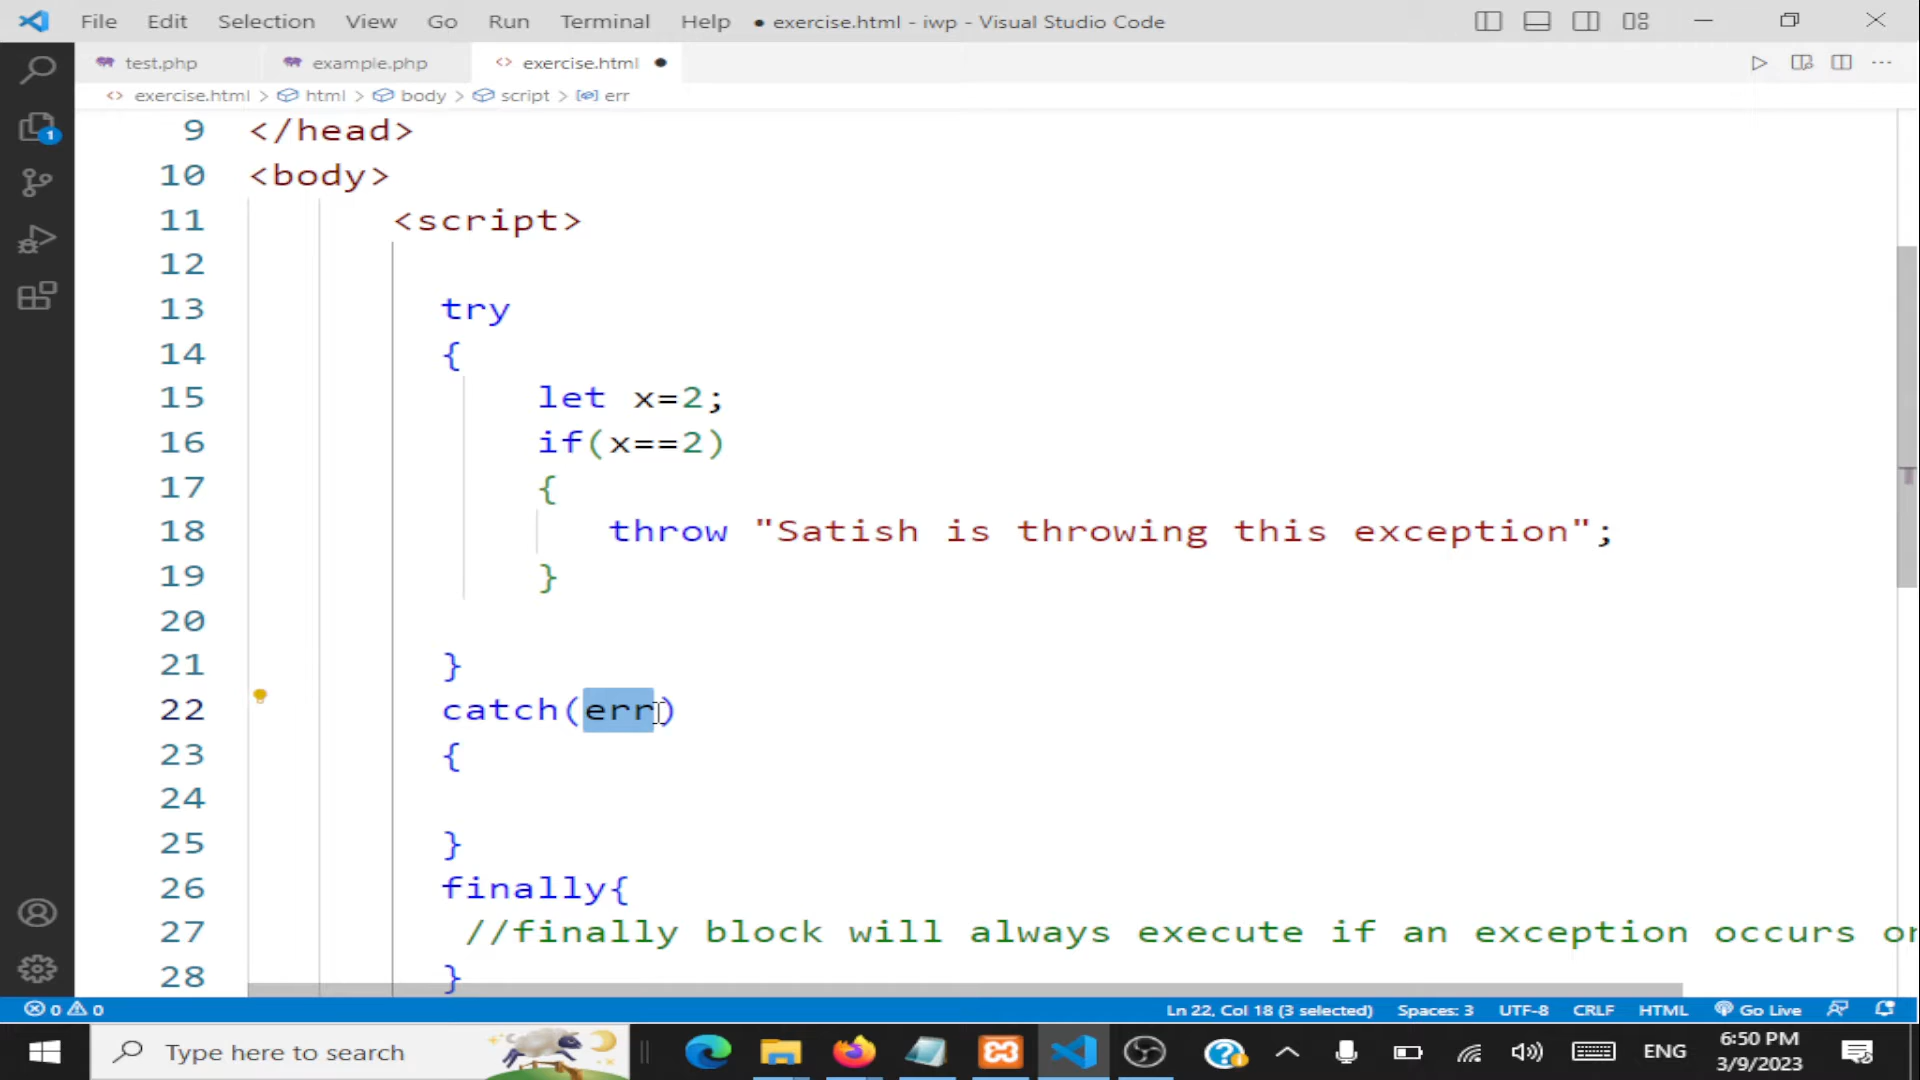 File Edit Selection View Go Run Terminal Help ● exercise.html - iwp - Visual Studio Code
test.php example.php <> exercise.html ●
<> exercise.html > html > body > script > err
9 </head>
10 <body>
11 <script>
12
13 try
14 {
15 let x=2;
16 if(x==2)
17 {
18 throw "Satish is throwing this exception";
19 }
20
21 }
22 catch(err)
23 {
24
25 }
26 finally{
27 //finally block will always execute if an exception occurs or
28 }
1
0 0 Ln 22, Col 18 (3 selected) Spaces: 3 UTF-8 CRLF HTML Go Live
Type here to search ENG 6:50 PM
3/9/2023